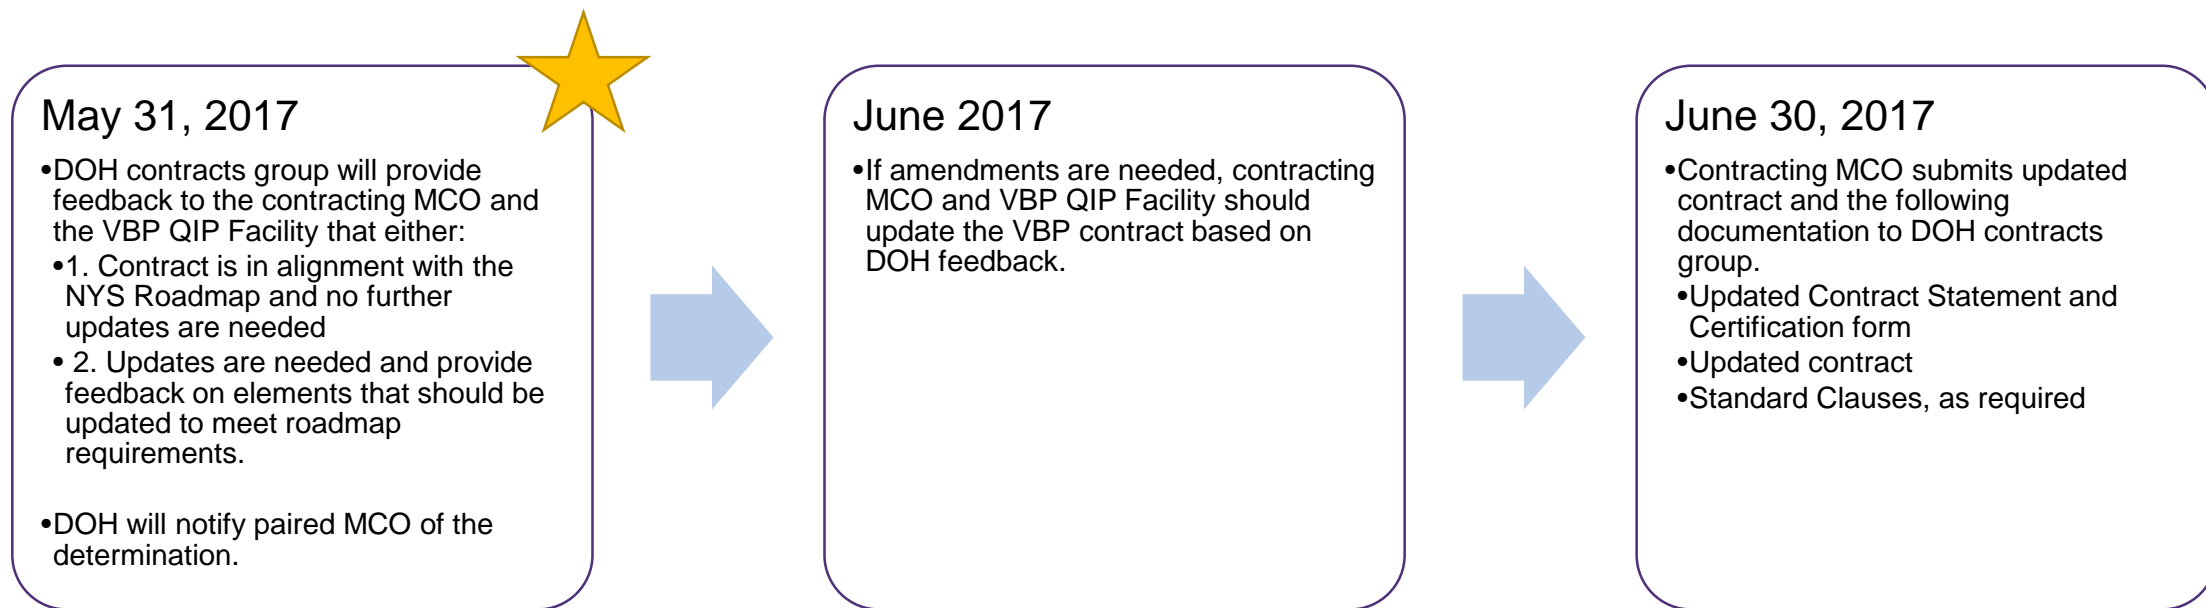 May 31, 2017
•DOH contracts group will provide
feedback to the contracting MCO and
the VBP QIP Facility that either:
•1. Contract is in alignment with the
NYS Roadmap and no further
updates are needed
• 2. Updates are needed and provide
feedback on elements that should be
updated to meet roadmap
requirements.
•DOH will notify paired MCO of the
determination.
June 2017
•If amendments are needed, contracting
MCO and VBP QIP Facility should
update the VBP contract based on
DOH feedback.
June 30, 2017
•Contracting MCO submits updated
contract and the following
documentation to DOH contracts
group.
•Updated Contract Statement and
Certification form
•Updated contract
•Standard Clauses, as required